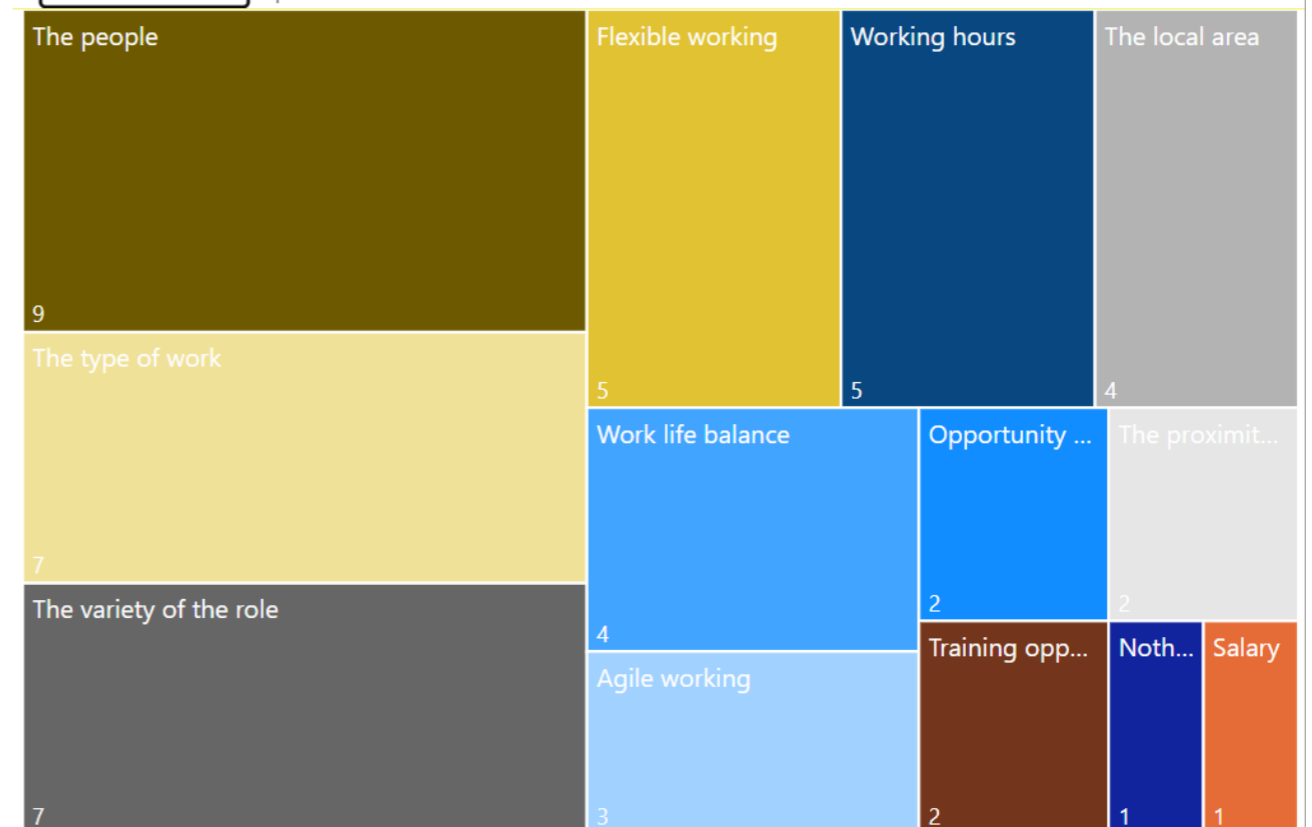 The people
9
The type of work
7
The variety of the role
7
Flexible working
5
Working hours
5
The local area
4
Work life balance
4
Agile working
3
Opportunity ...
2
The proximit...
2
Training opp...
2
Noth...
1
Salary
1